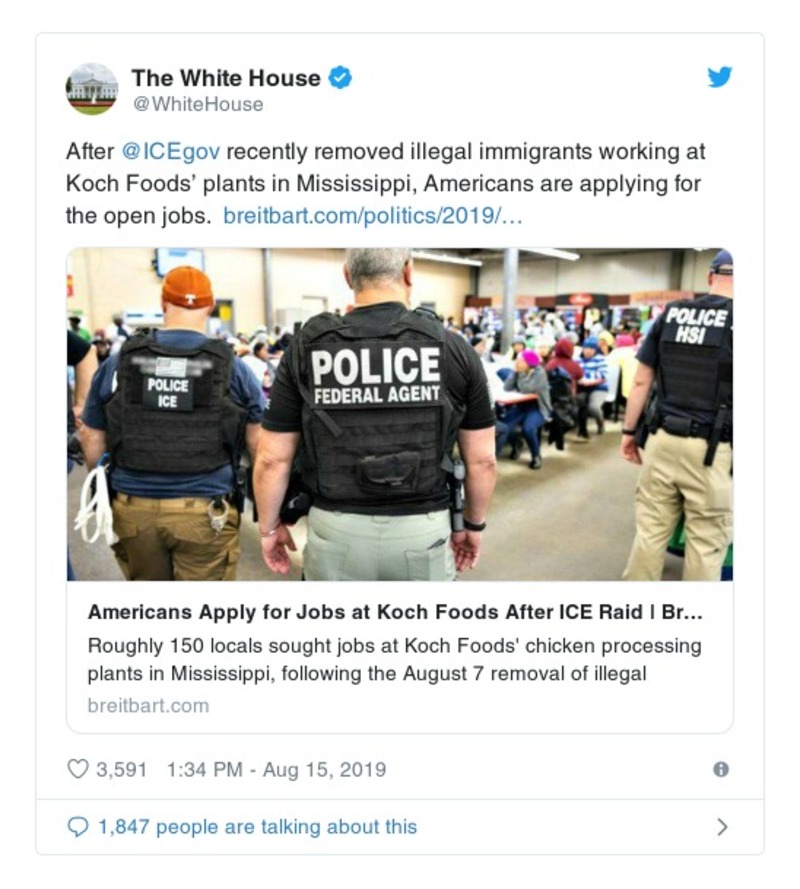 The White House
@WhiteHouse
After @ICEgov recently removed illegal immigrants working at
Koch Foods’ plants in Mississippi, Americans are applying for
the open jobs. breitbart.com/politics/2019/…
T
POLICE
ICE
POLICE
FEDERAL AGENT
POLICE
HSI
Americans Apply for Jobs at Koch Foods After ICE Raid | Br...
Roughly 150 locals sought jobs at Koch Foods' chicken processing
plants in Mississippi, following the August 7 removal of illegal
breitbart.com
3,591 1:34 PM - Aug 15, 2019
1,847 people are talking about this